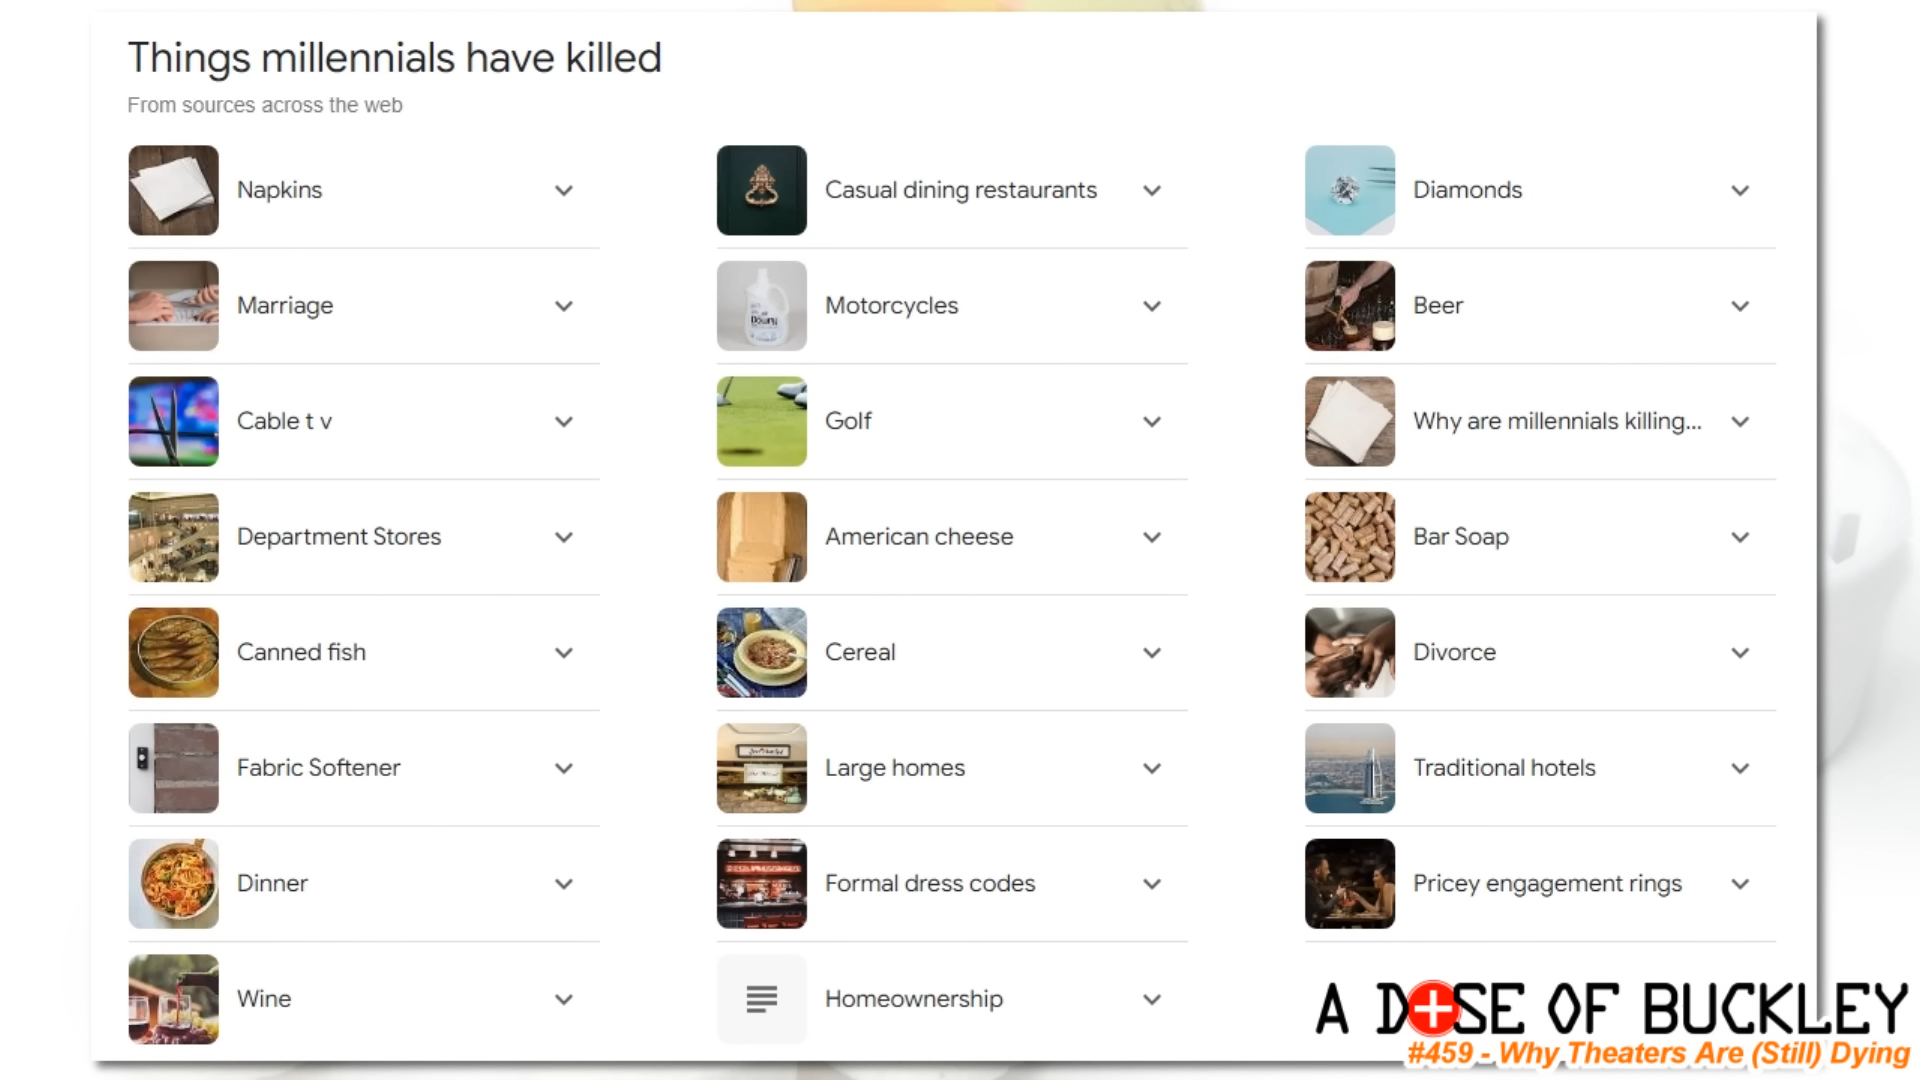 Things millennials have killed
From sources across the web
Napkins
Casual dining restaurants
Diamonds
Marriage
Motorcycles
Beer
Cable t v
Golf
Why are millennials killing...
Department Stores
American cheese
Bar Soap
Canned fish
Cereal
Divorce
Fabric Softener
Large homes
Traditional hotels
Dinner
Formal dress codes
Pricey engagement rings
Wine
Homeownership
Downy
A DOSE OF BUCKLEY
#459 - Why Theaters Are (Still) Dying